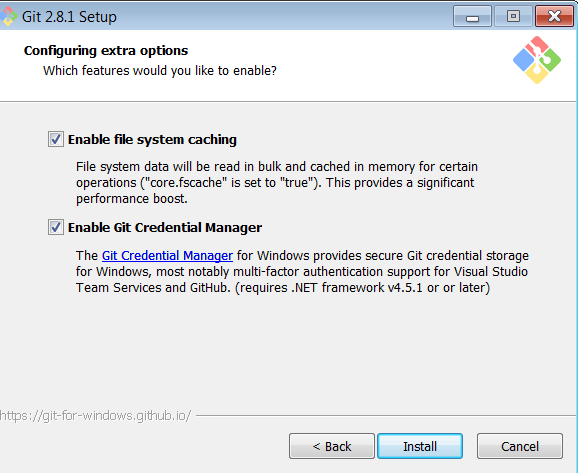 Git 2.8.1 Setup
Configuring extra options
Which features would you like to enable?
Enable file system caching
File system data will be read in bulk and cached in memory for certain
operations ("core.fscache" is set to "true"). This provides a significant
performance boost.
Enable Git Credential Manager
The Git Credential Manager for Windows provides secure Git credential storage
for Windows, most notably multi-factor authentication support for Visual Studio
Team Services and GitHub. (requires .NET framework v4.5.1 or or later)
https://git-for-windows.github.io/
< Back
Install
Cancel